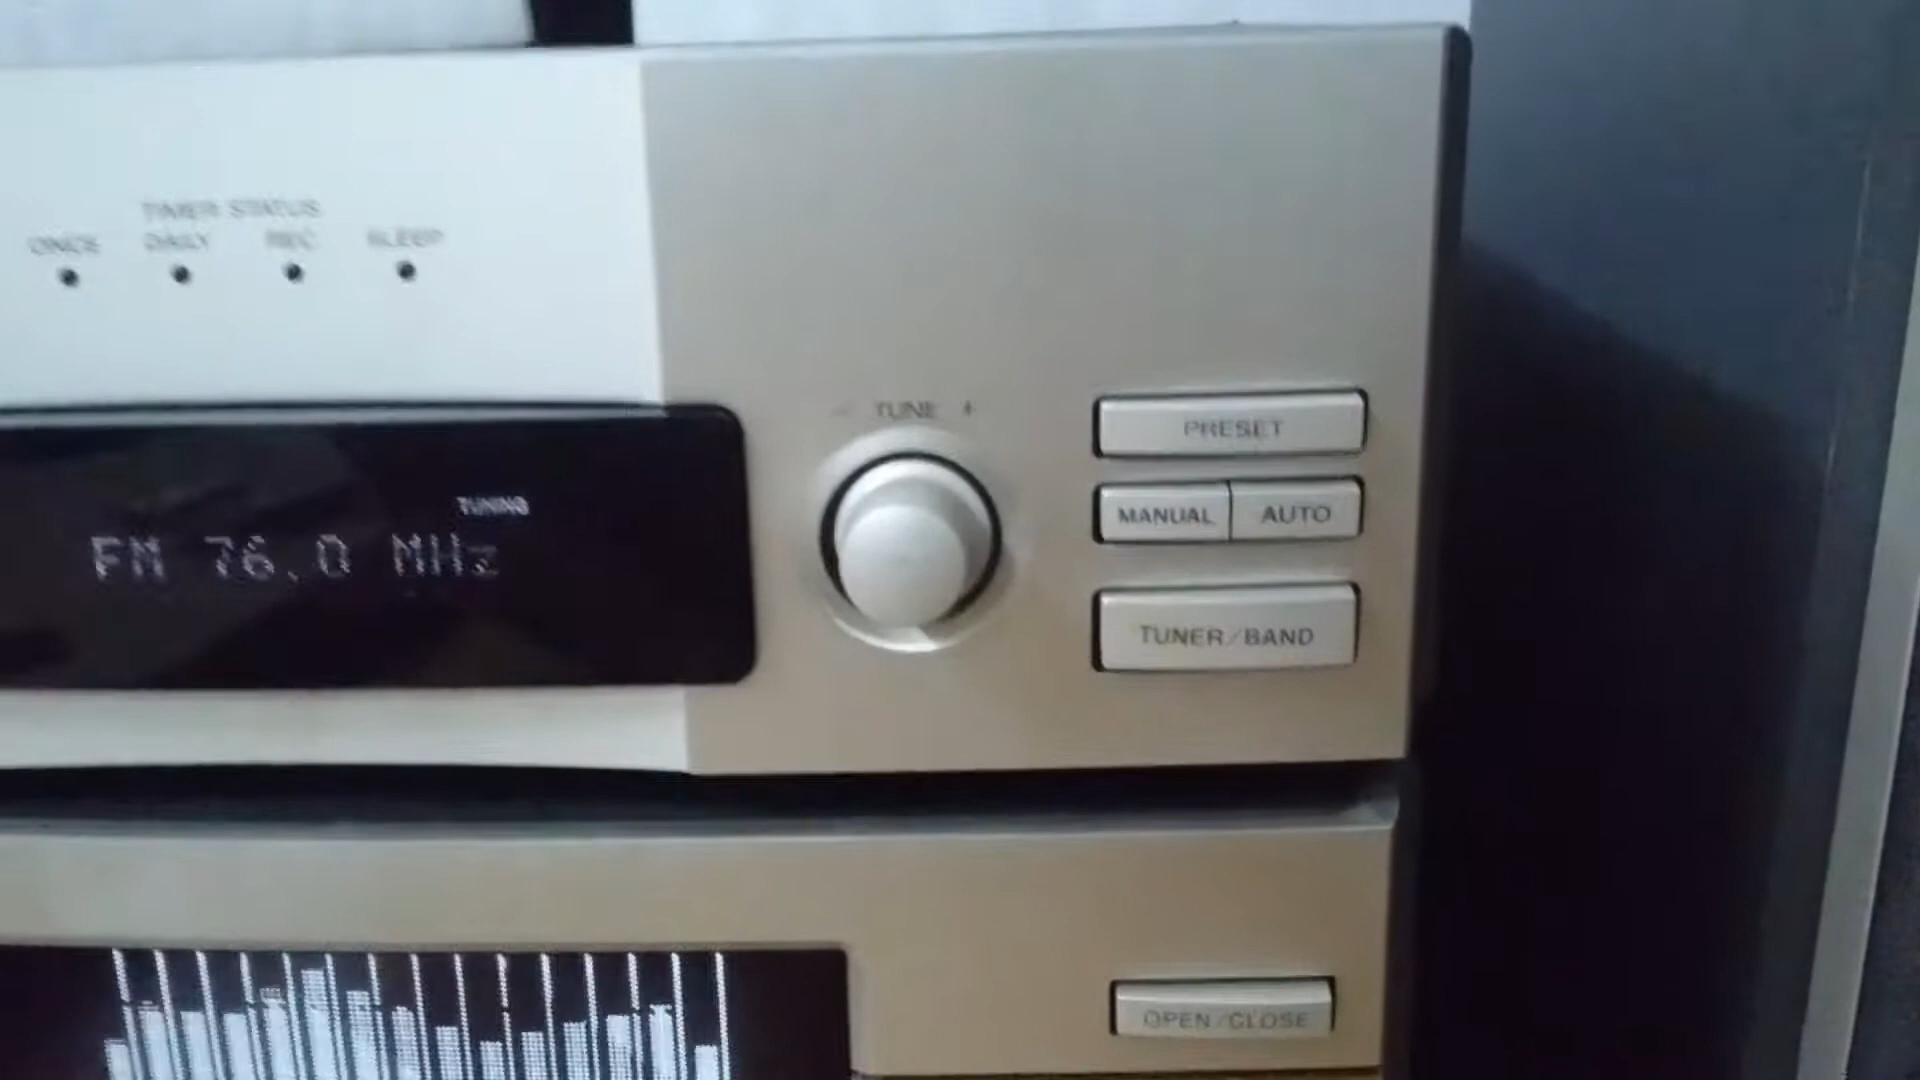 TIMER STATUS
ONCE DAILY REC SLEEP
- TUNE +
PRESET
TUNING
MANUAL AUTO
FM 76.0 MHz
TUNER/BAND
OPEN/CLOSE